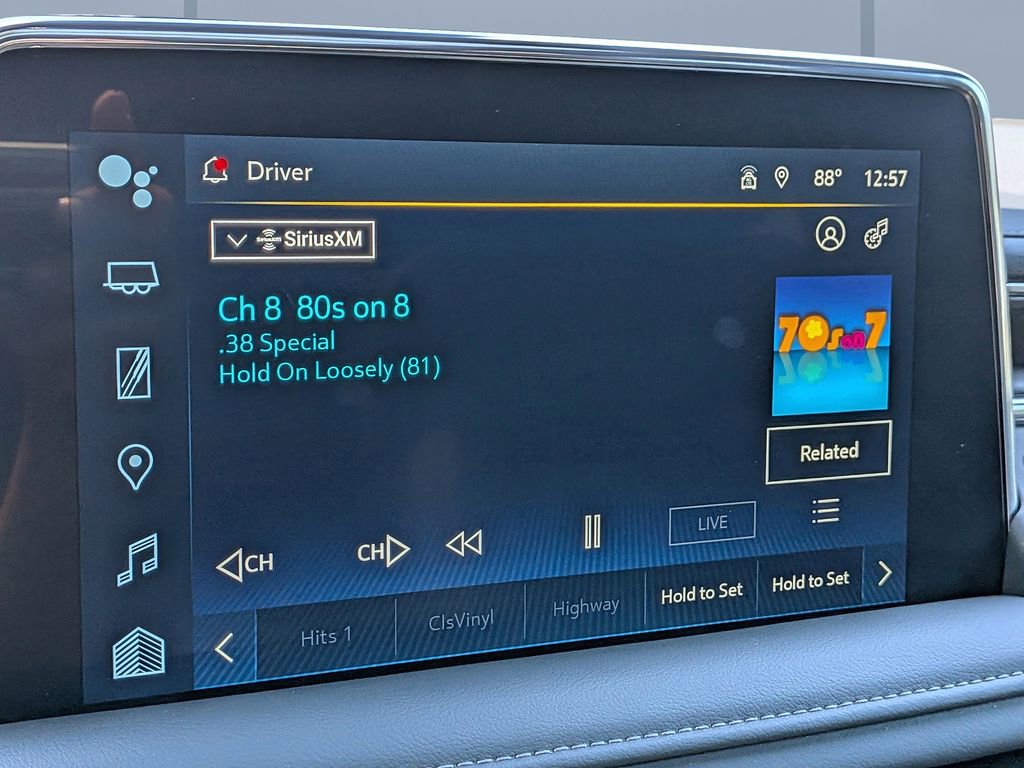 Driver
88° 12:57
SiriusXM SiriusXM
Ch 8 80s on 8
.38 Special
Hold On Loosely (81)
70s on 7
Related
LIVE
CH
CH
Hits 1
ClsVinyl
Highway
Hold to Set
Hold to Set